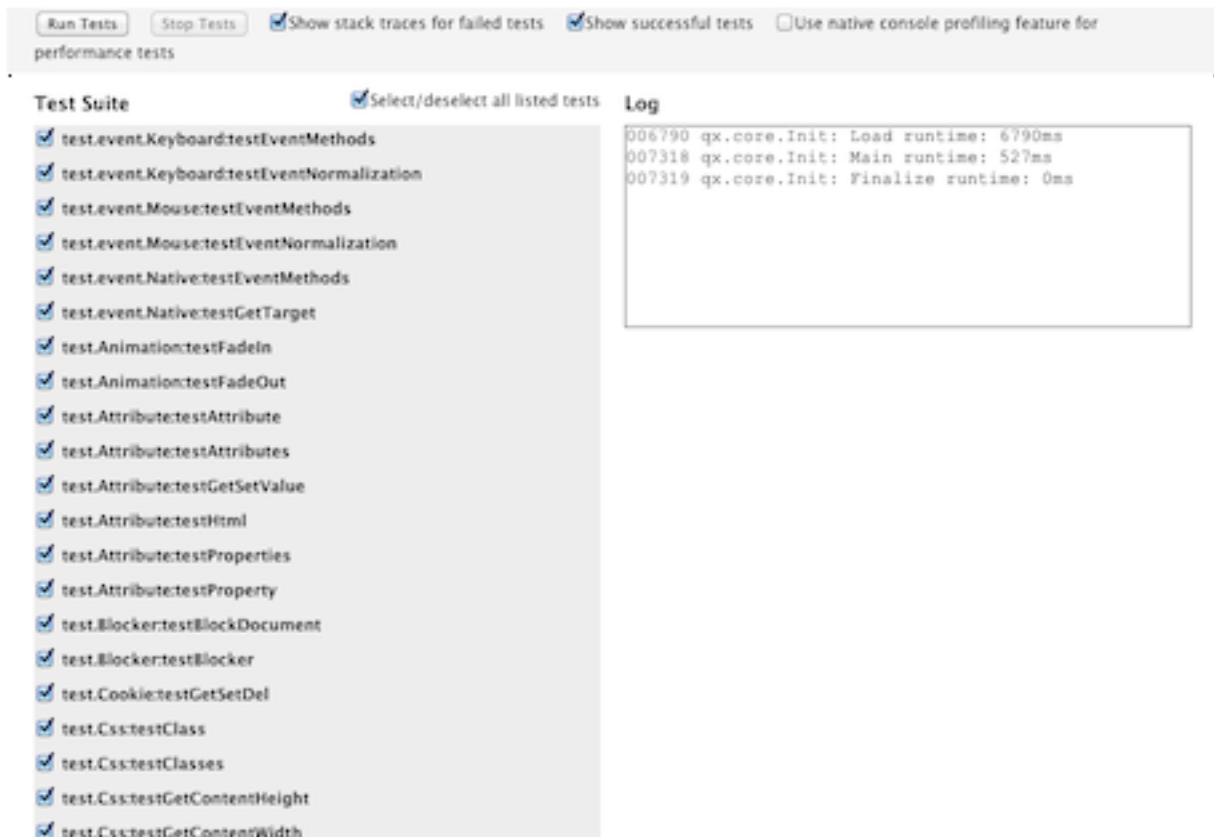 Run Tests Stop Tests Show stack traces for failed tests Show successful tests Use native console profiling feature for
performance tests
Test Suite Select/deselect all listed tests
test.event.Keyboard:testEventMethods
test.event.Keyboard:testEventNormalization
test.event.Mouse:testEventMethods
test.event.Mouse:testEventNormalization
test.event.Native:testEventMethods
test.event.Native:testGetTarget
test.Animation:testFadeIn
test.Animation:testFadeOut
test.Attribute:testAttribute
test.Attribute:testAttributes
test.Attribute:testGetSetValue
test.Attribute:testHtml
test.Attribute:testProperties
test.Attribute:testProperty
test.Blocker:testBlockDocument
test.Blocker:testBlocker
test.Cookie:testGetSetDel
test.Css:testClass
test.Css:testClasses
test.Css:testGetContentHeight
test.Css:testGetContentWidth
Log
006790 qx.core.Init: Load runtime: 6790ms
007318 qx.core.Init: Main runtime: 527ms
007319 qx.core.Init: Finalize runtime: 0ms